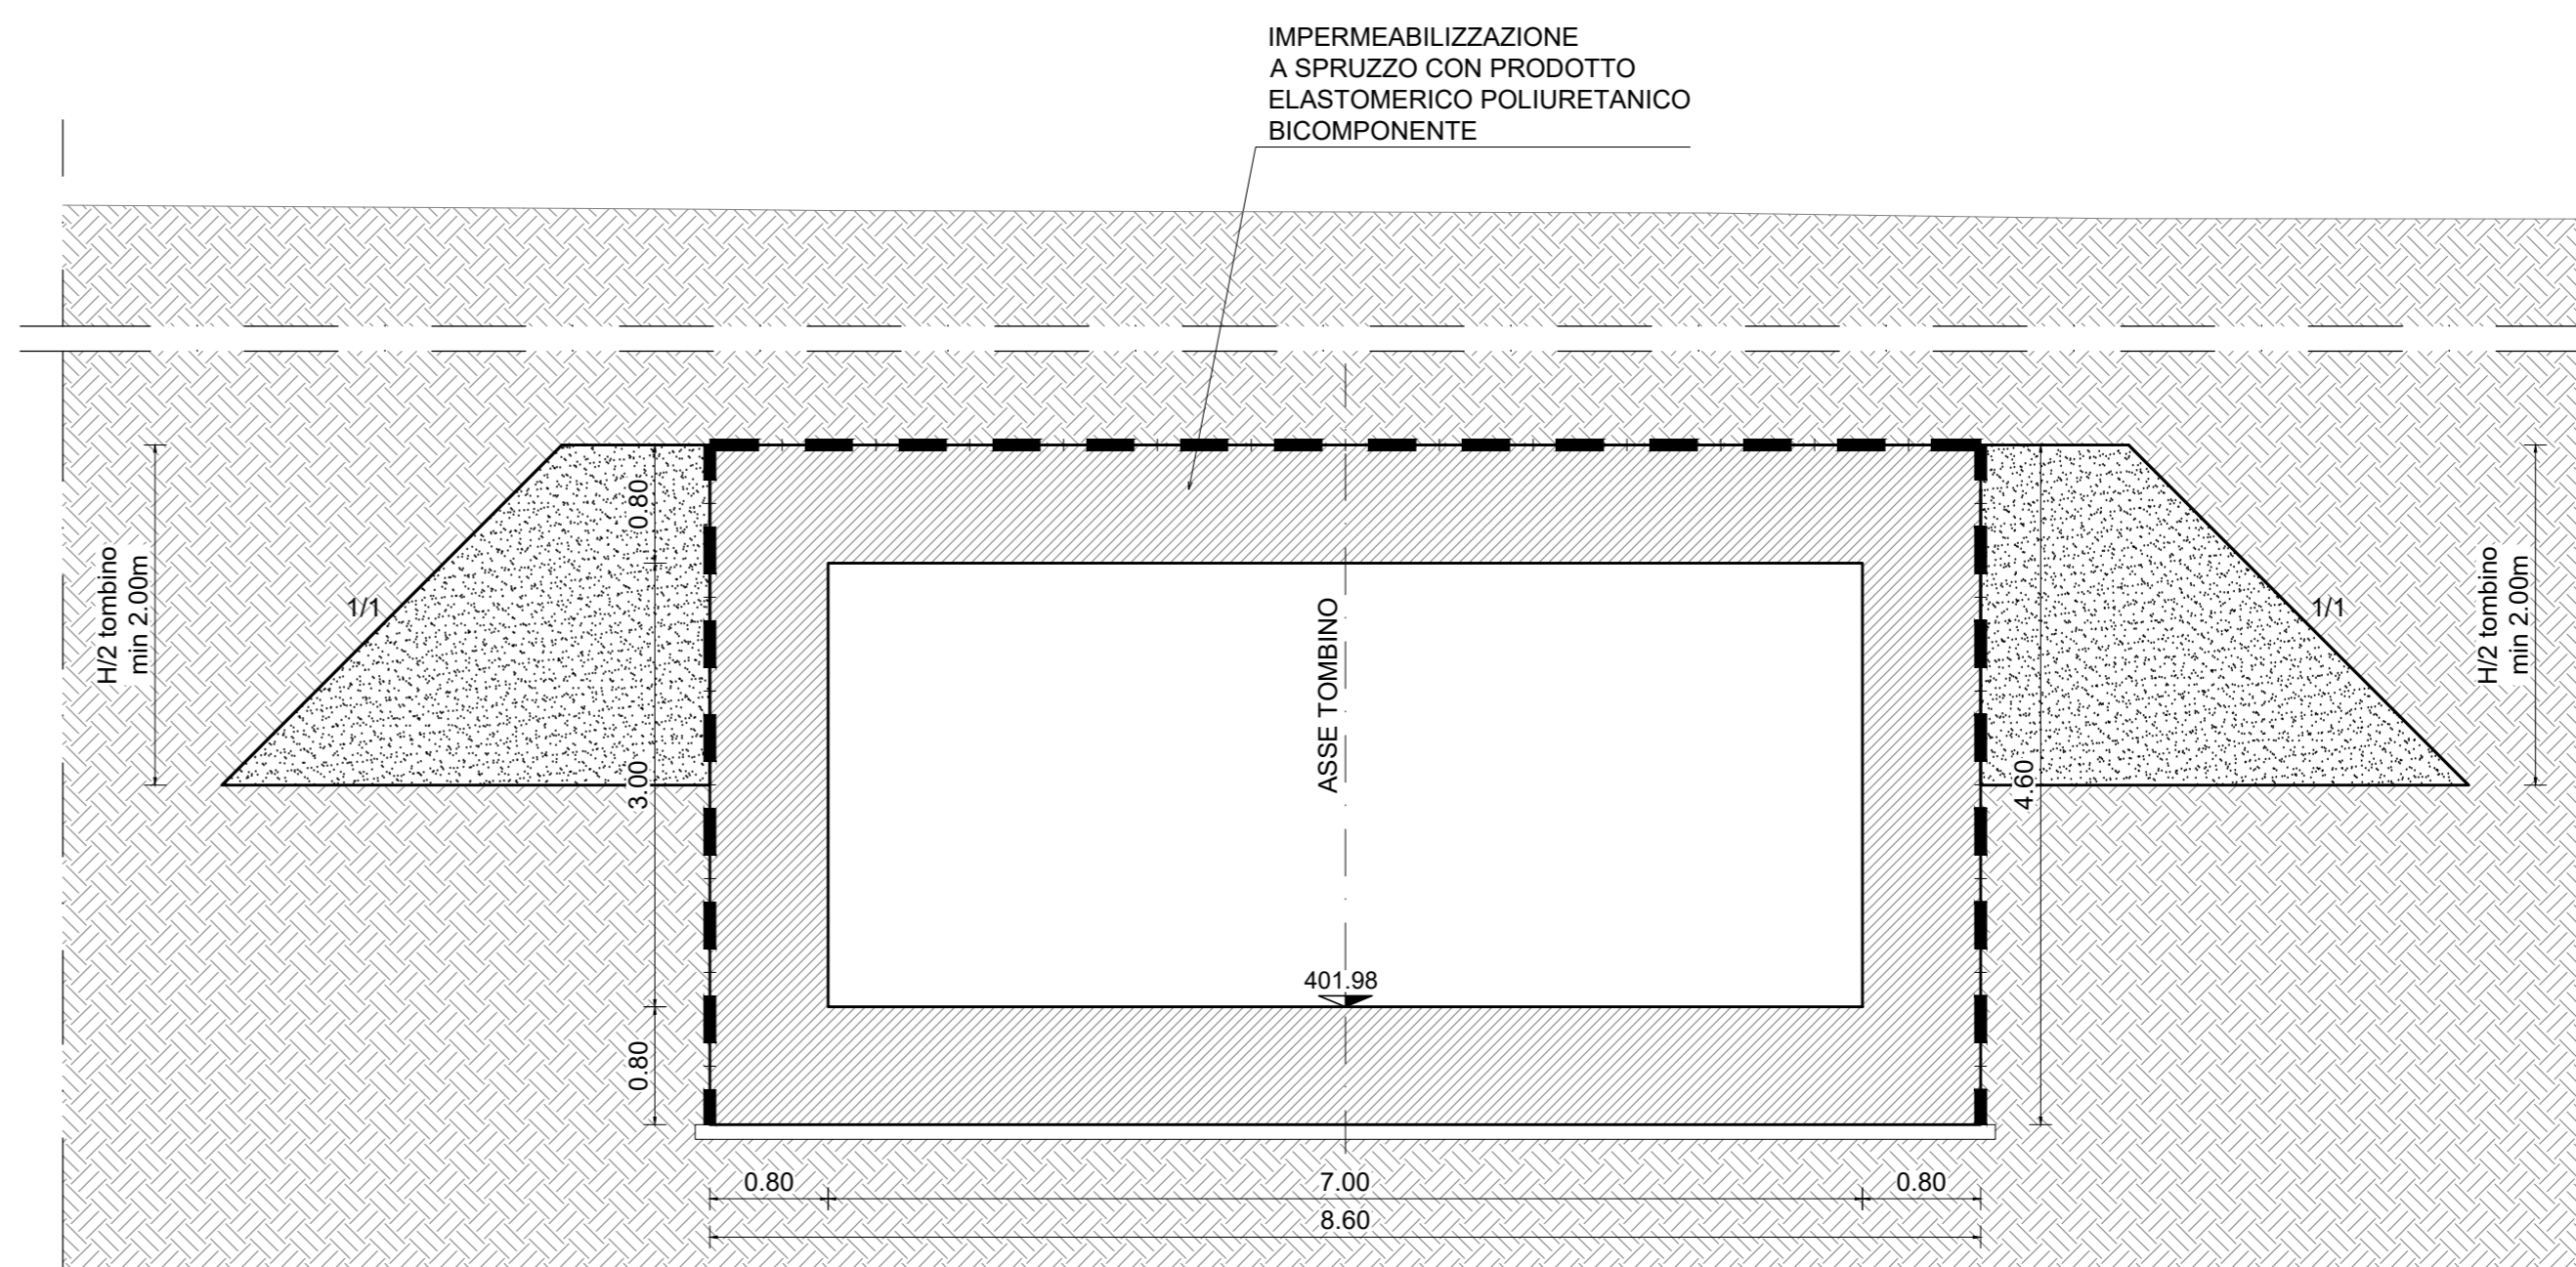 IMPERMEABILIZZAZIONE
A SPRUZZO CON PRODOTTO
ELASTOMERICO POLIURETANICO
BICOMPONENTE
H/2 tombino
min 2.00m
1/1
0.80
3.00
0.80
ASSE TOMBINO
401.98
4.60
1/1
H/2 tombino
min 2.00m
0.80
7.00
0.80
8.60